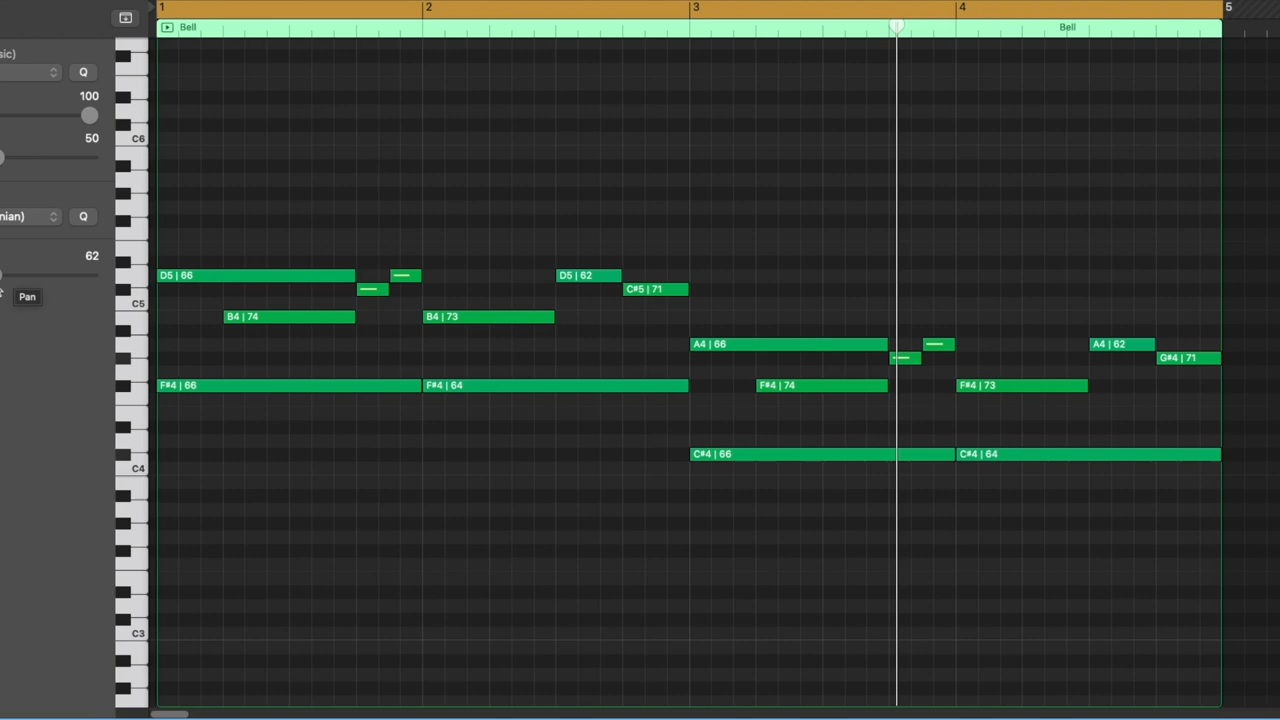 1 2 3 4 5
Bell Bell
sic)
Q
100
50
nian) Q
62
Pan
C6
C5
C4
C3
D5 | 66 D5 | 62
C#5 | 71
B4 | 74 B4 | 73
A4 | 66 A4 | 62
G#4 | 71
F#4 | 66 F#4 | 64 F#4 | 74 F#4 | 73
C#4 | 66 C#4 | 64